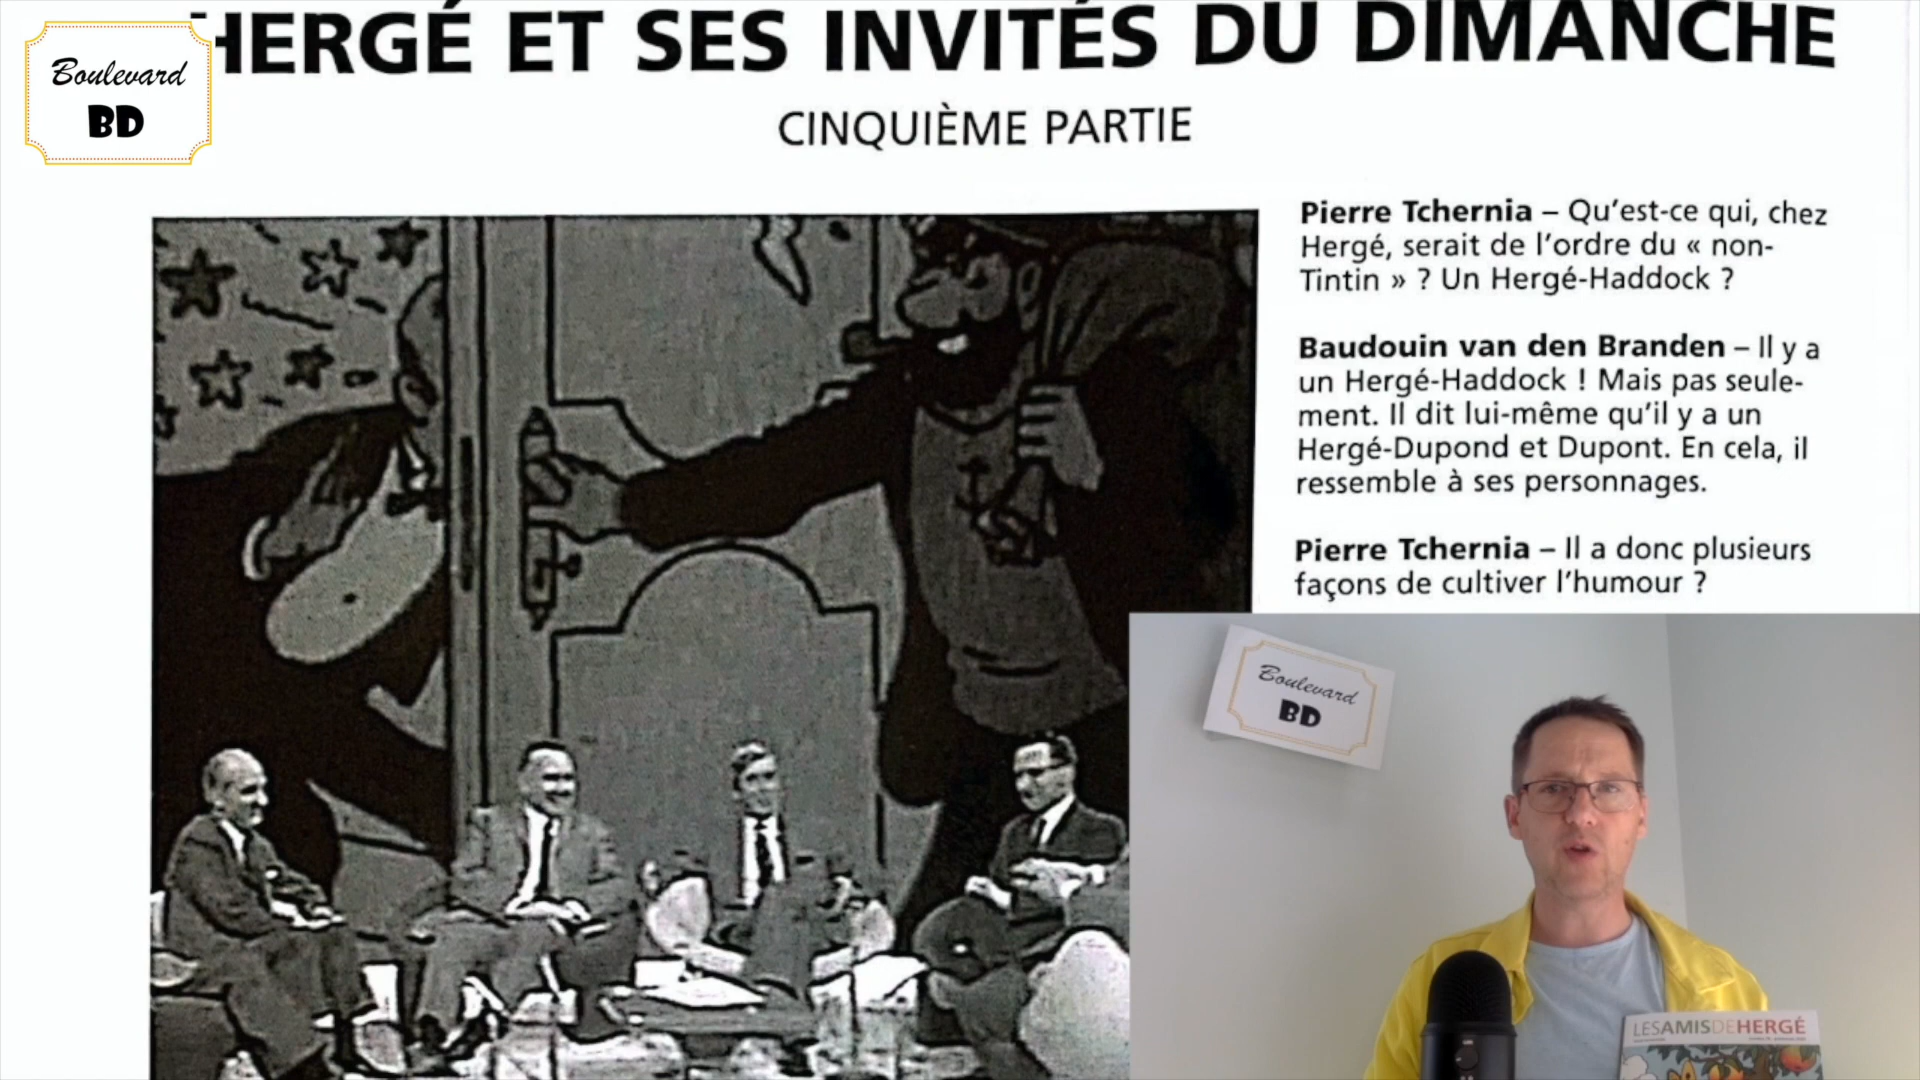 HERGÉ ET SES INVITÉS DU DIMANCHE
Boulevard
BD
CINQUIÈME PARTIE
Pierre Tchernia – Qu’est-ce qui, chez
Hergé, serait de l’ordre du « non-
Tintin » ? Un Hergé-Haddock ?
Baudouin van den Branden – Il y a
un Hergé-Haddock ! Mais pas seule-
ment. Il dit lui-même qu’il y a un
Hergé-Dupond et Dupont. En cela, il
ressemble à ses personnages.
Pierre Tchernia – Il a donc plusieurs
façons de cultiver l’humour ?
Boulevard
BD
LESAMISDEHERGÉ